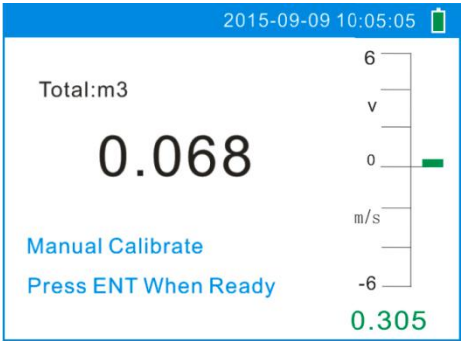 2015-09-09 10:05:05
Total:m3
0.068
Manual Calibrate
Press ENT When Ready
6
v
0
m/s
-6
0.305